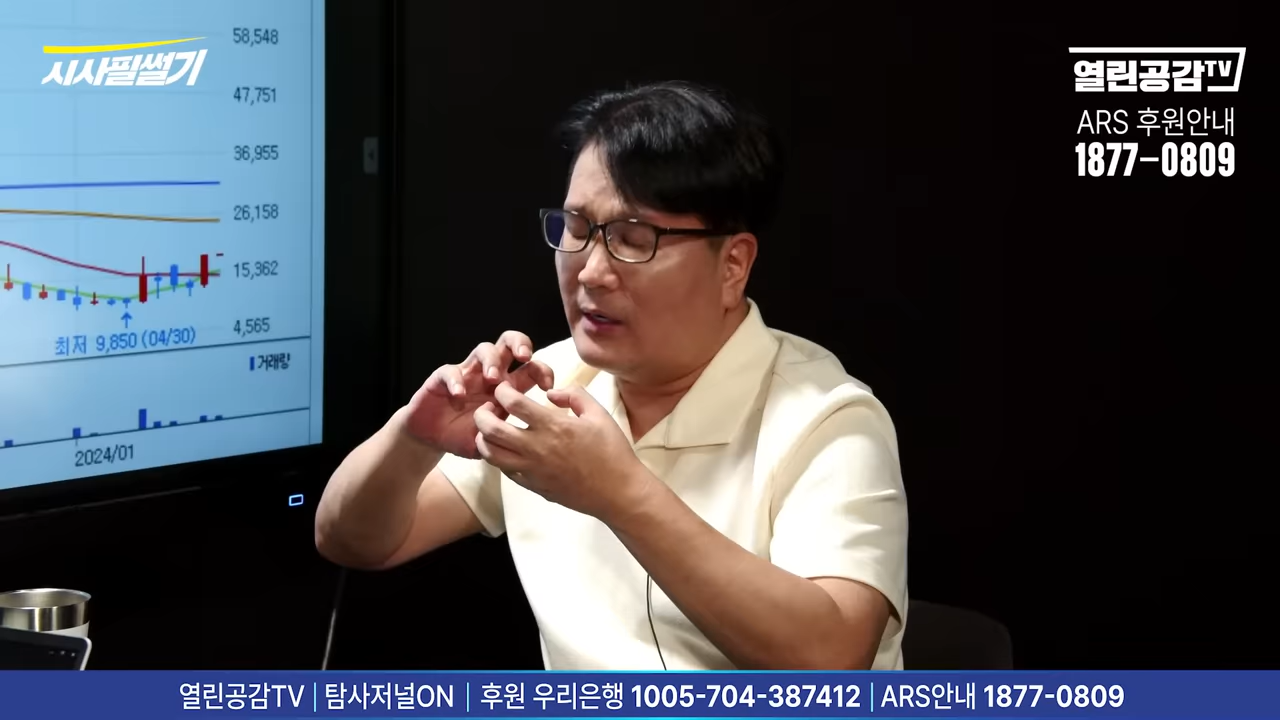 시사필썰기
58,548
47,751
36,955
26,158
15,362
4,565
최저 9,850 (04/30)
거래량
2024/01
열린공감TV
ARS 후원안내
1877-0809
열린공감TV | 탐사저널ON | 후원 우리은행 1005-704-387412 | ARS안내 1877-0809